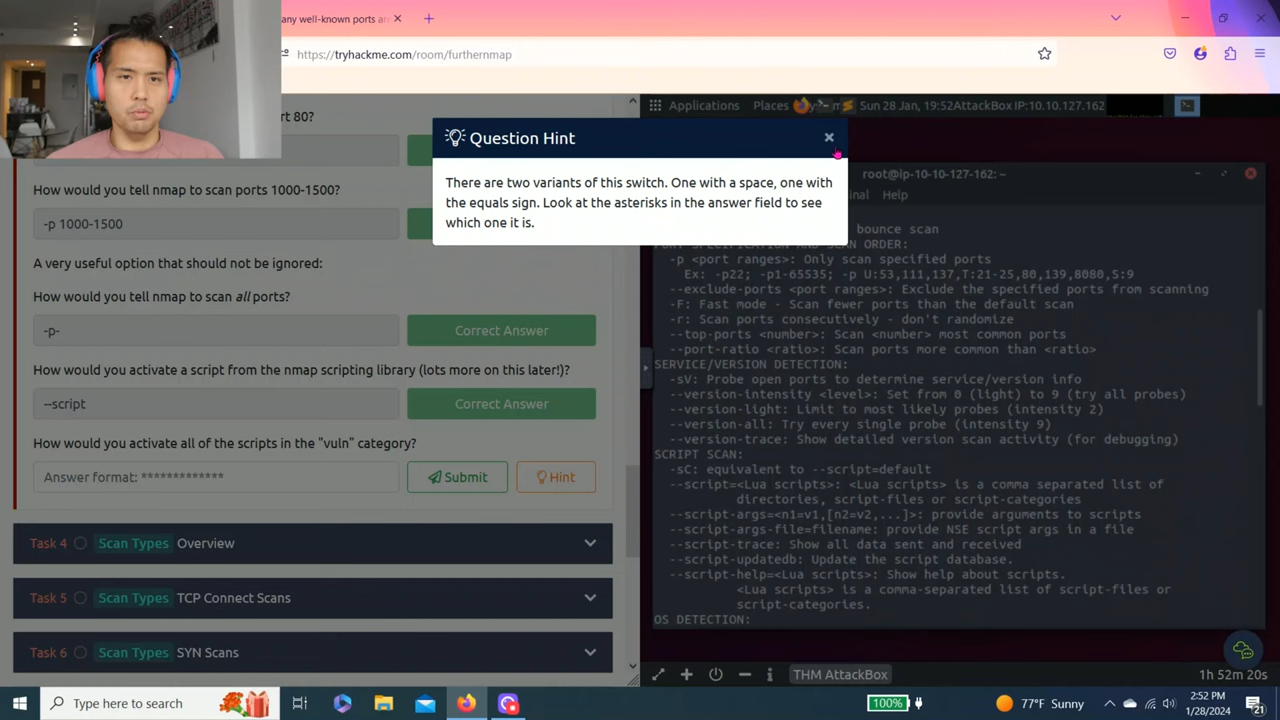 any well-known ports ar
https://tryhackme.com/room/furthernmap
Applications Places Sun 28 Jan, 19:52 AttackBox IP:10.10.127.162
rt 80?
How would you tell nmap to scan ports 1000-1500?
-p 1000-1500
A very useful option that should not be ignored:
How would you tell nmap to scan all ports?
-p-
Correct Answer
How would you activate a script from the nmap scripting library (lots more on this later!)?
--script
Correct Answer
How would you activate all of the scripts in the "vuln" category?
Answer format: *************
Submit
Hint
Task 4 Scan Types Overview
Task 5 Scan Types TCP Connect Scans
Task 6 Scan Types SYN Scans
Question Hint
There are two variants of this switch. One with a space, one with
the equals sign. Look at the asterisks in the answer field to see
which one it is.
root@ip-10-10-127-162: ~
nal Help
bounce scan
PORT SPECIFICATION AND SCAN ORDER:
-p <port ranges>: Only scan specified ports
Ex: -p22; -p1-65535; -p U:53,111,137,T:21-25,80,139,8080,S:9
--exclude-ports <port ranges>: Exclude the specified ports from scanning
-F: Fast mode - Scan fewer ports than the default scan
-r: Scan ports consecutively - don't randomize
--top-ports <number>: Scan <number> most common ports
--port-ratio <ratio>: Scan ports more common than <ratio>
SERVICE/VERSION DETECTION:
-sV: Probe open ports to determine service/version info
--version-intensity <level>: Set from 0 (light) to 9 (try all probes)
--version-light: Limit to most likely probes (intensity 2)
--version-all: Try every single probe (intensity 9)
--version-trace: Show detailed version scan activity (for debugging)
SCRIPT SCAN:
-sC: equivalent to --script=default
--script=<Lua scripts>: <Lua scripts> is a comma separated list of
directories, script-files or script-categories
--script-args=<n1=v1,[n2=v2,...]>: provide arguments to scripts
--script-args-file=filename: provide NSE script args in a file
--script-trace: Show all data sent and received
--script-updatedb: Update the script database.
--script-help=<Lua scripts>: Show help about scripts.
<Lua scripts> is a comma-separated list of script-files or
script-categories.
OS DETECTION:
THM AttackBox
1h 52m 20s
Type here to search
100%
77°F Sunny
2:52 PM
1/28/2024
21